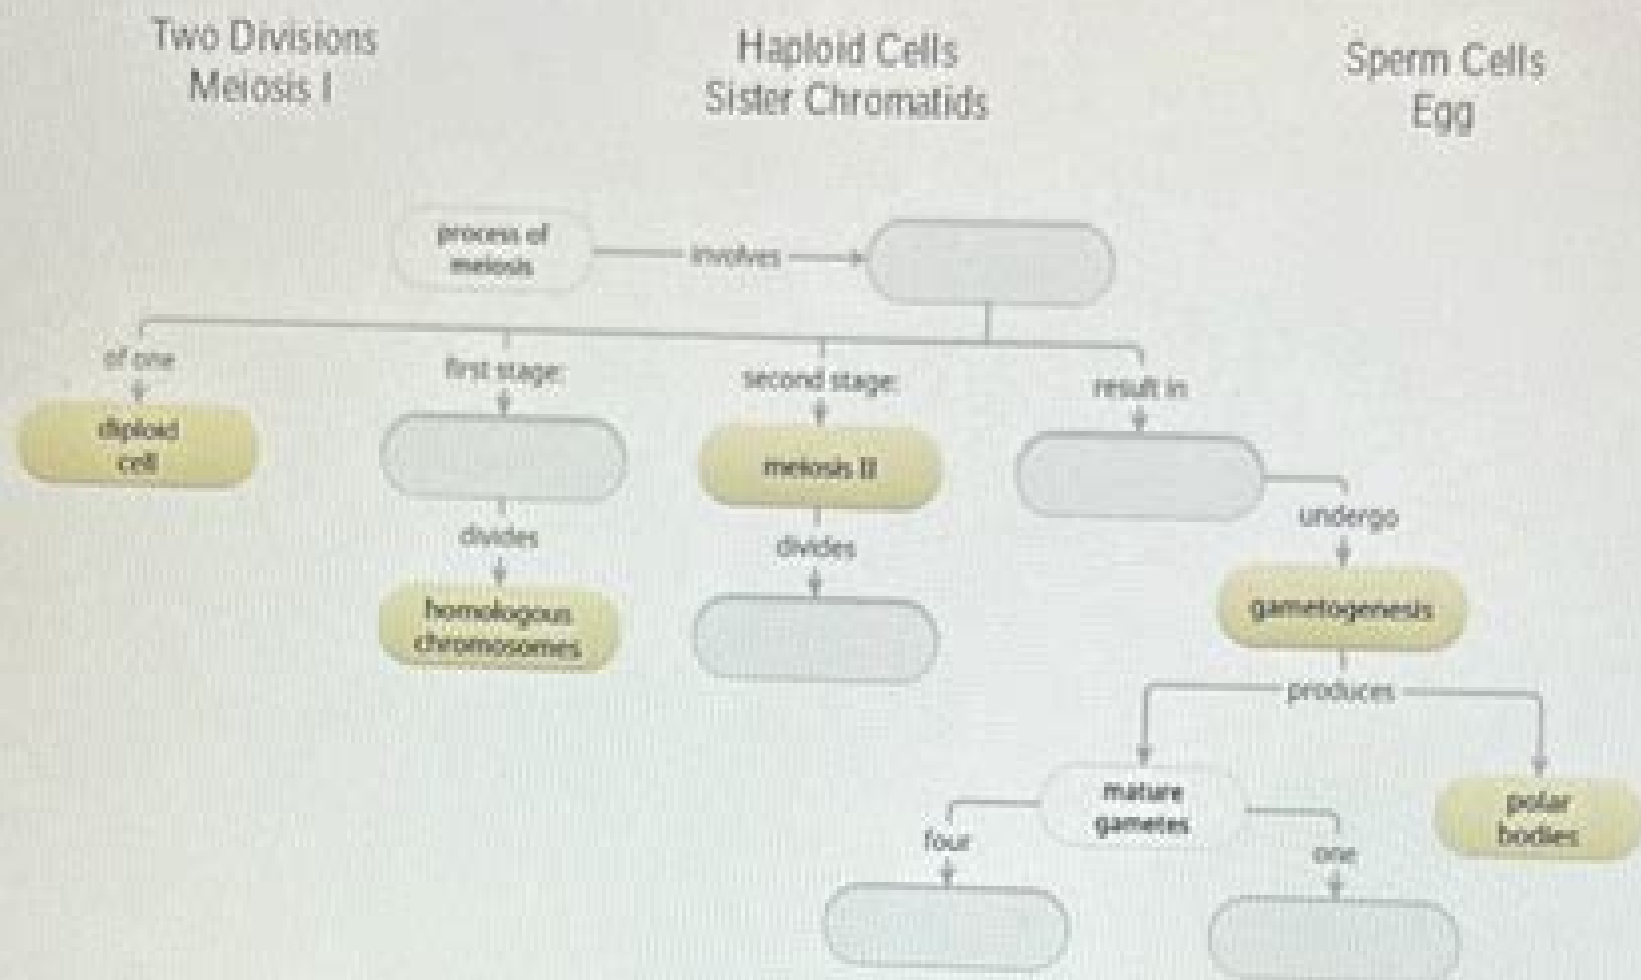 Two Divisions
Meiosis I
Haploid Cells
Sister Chromatids
Sperm Cells
Egg
process of
meiosis
involves
of one
first stage:
second stage:
result in
diploid
cell
meiosis II
undergo
divides
divides
homologous
chromosomes
gametogenesis
produces
mature
gametes
polar
bodies
four
one